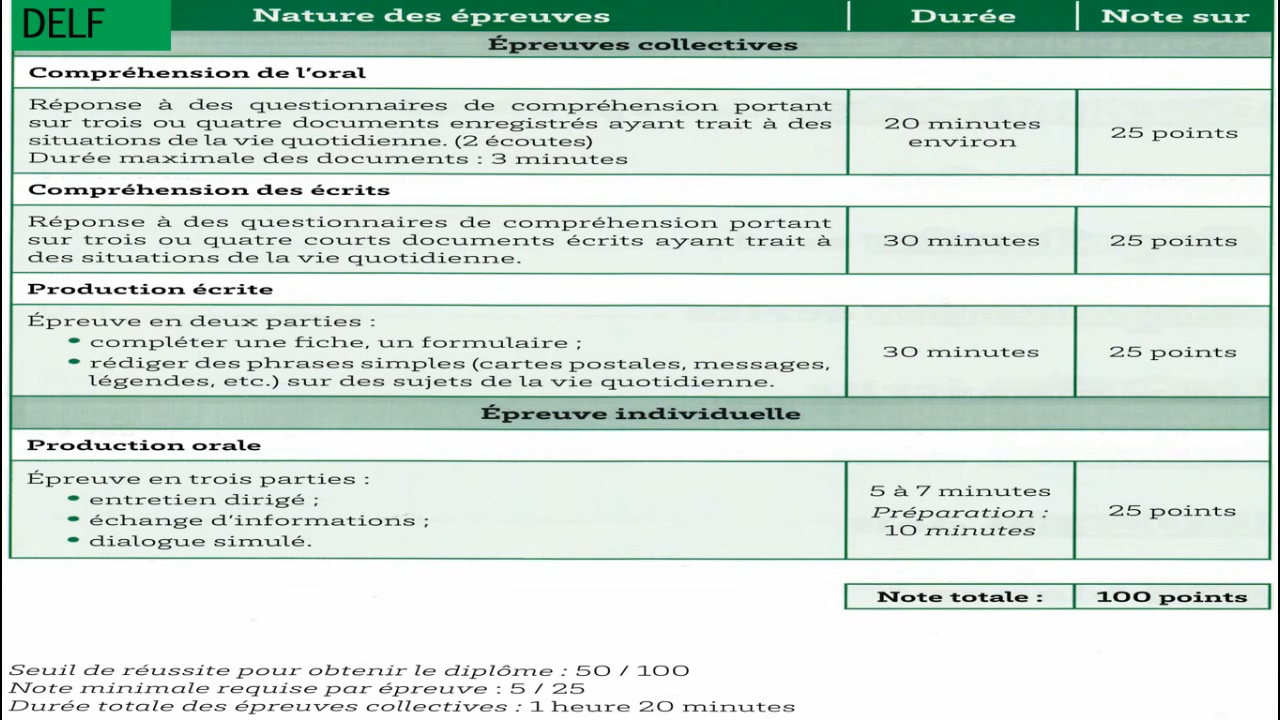 DELF
Nature des épreuves
Durée
Note sur
Épreuves collectives
Compréhension de l'oral
Réponse à des questionnaires de compréhension portant
sur trois ou quatre documents enregistrés ayant trait à des
situations de la vie quotidienne. (2 écoutes)
Durée maximale des documents : 3 minutes
20 minutes
environ
25 points
Compréhension des écrits
Réponse à des questionnaires de compréhension portant
sur trois ou quatre courts documents écrits ayant trait à
des situations de la vie quotidienne.
30 minutes
25 points
Production écrite
Épreuve en deux parties :
• compléter une fiche, un formulaire ;
• rédiger des phrases simples (cartes postales, messages,
légendes, etc.) sur des sujets de la vie quotidienne.
30 minutes
25 points
Épreuve individuelle
Production orale
Épreuve en trois parties :
• entretien dirigé ;
• échange d'informations ;
• dialogue simulé.
5 à 7 minutes
Préparation :
10 minutes
25 points
Note totale :
100 points
Seuil de réussite pour obtenir le diplôme : 50 / 100
Note minimale requise par épreuve : 5 / 25
Durée totale des épreuves collectives : 1 heure 20 minutes